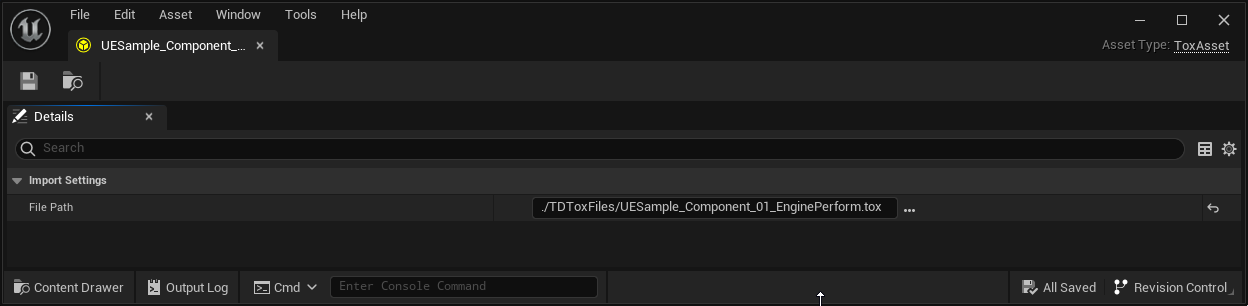 File Edit Asset Window Tools Help
UESample_Component_...
Asset Type: ToxAsset
Details
Search
Import Settings
File Path ./TDToxFiles/UESample_Component_01_EnginePerform.tox
Content Drawer Output Log Cmd Enter Console Command All Saved Revision Control